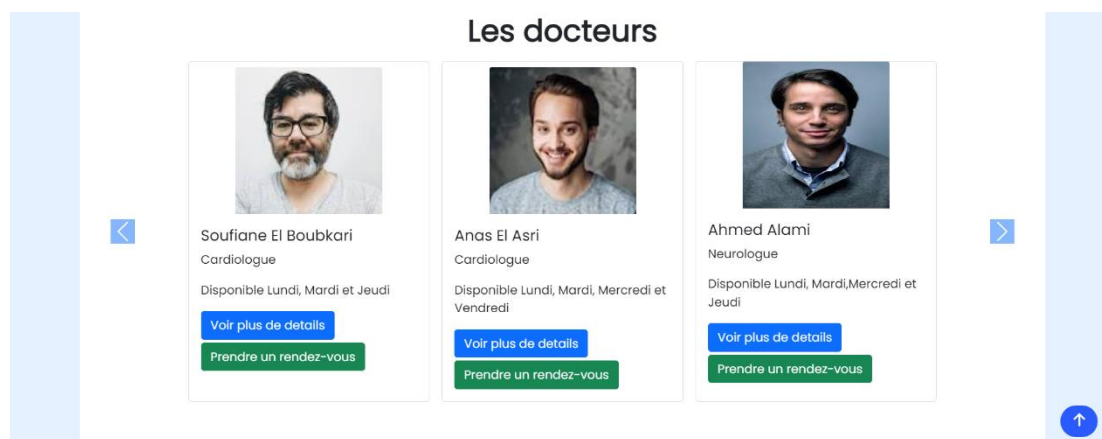 Les docteurs
Soufiane El Boubkari
Cardiologue
Disponible Lundi, Mardi et Jeudi
Voir plus de details
Prendre un rendez-vous
Anas El Asri
Cardiologue
Disponible Lundi, Mardi, Mercredi et
Vendredi
Voir plus de details
Prendre un rendez-vous
Ahmed Alami
Neurologue
Disponible Lundi, Mardi,Mercredi et
Jeudi
Voir plus de details
Prendre un rendez-vous